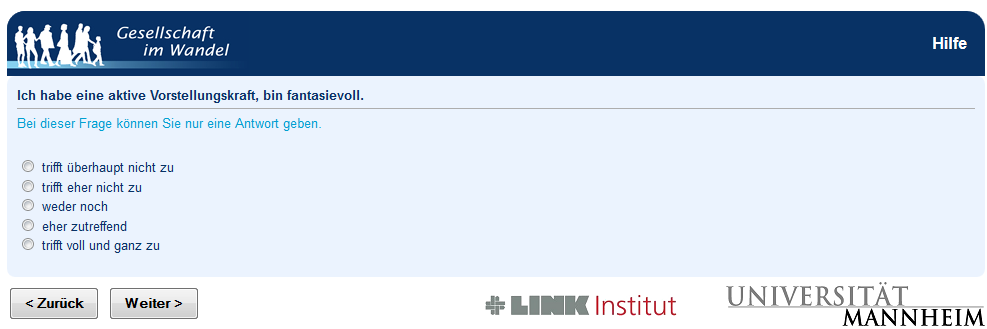 Gesellschaft
im Wandel
Hilfe
Ich habe eine aktive Vorstellungskraft, bin fantasievoll.
Bei dieser Frage können Sie nur eine Antwort geben.
trifft überhaupt nicht zu
trifft eher nicht zu
weder noch
eher zutreffend
trifft voll und ganz zu
< Zurück
Weiter >
LINK Institut
UNIVERSITÄT
MANNHEIM